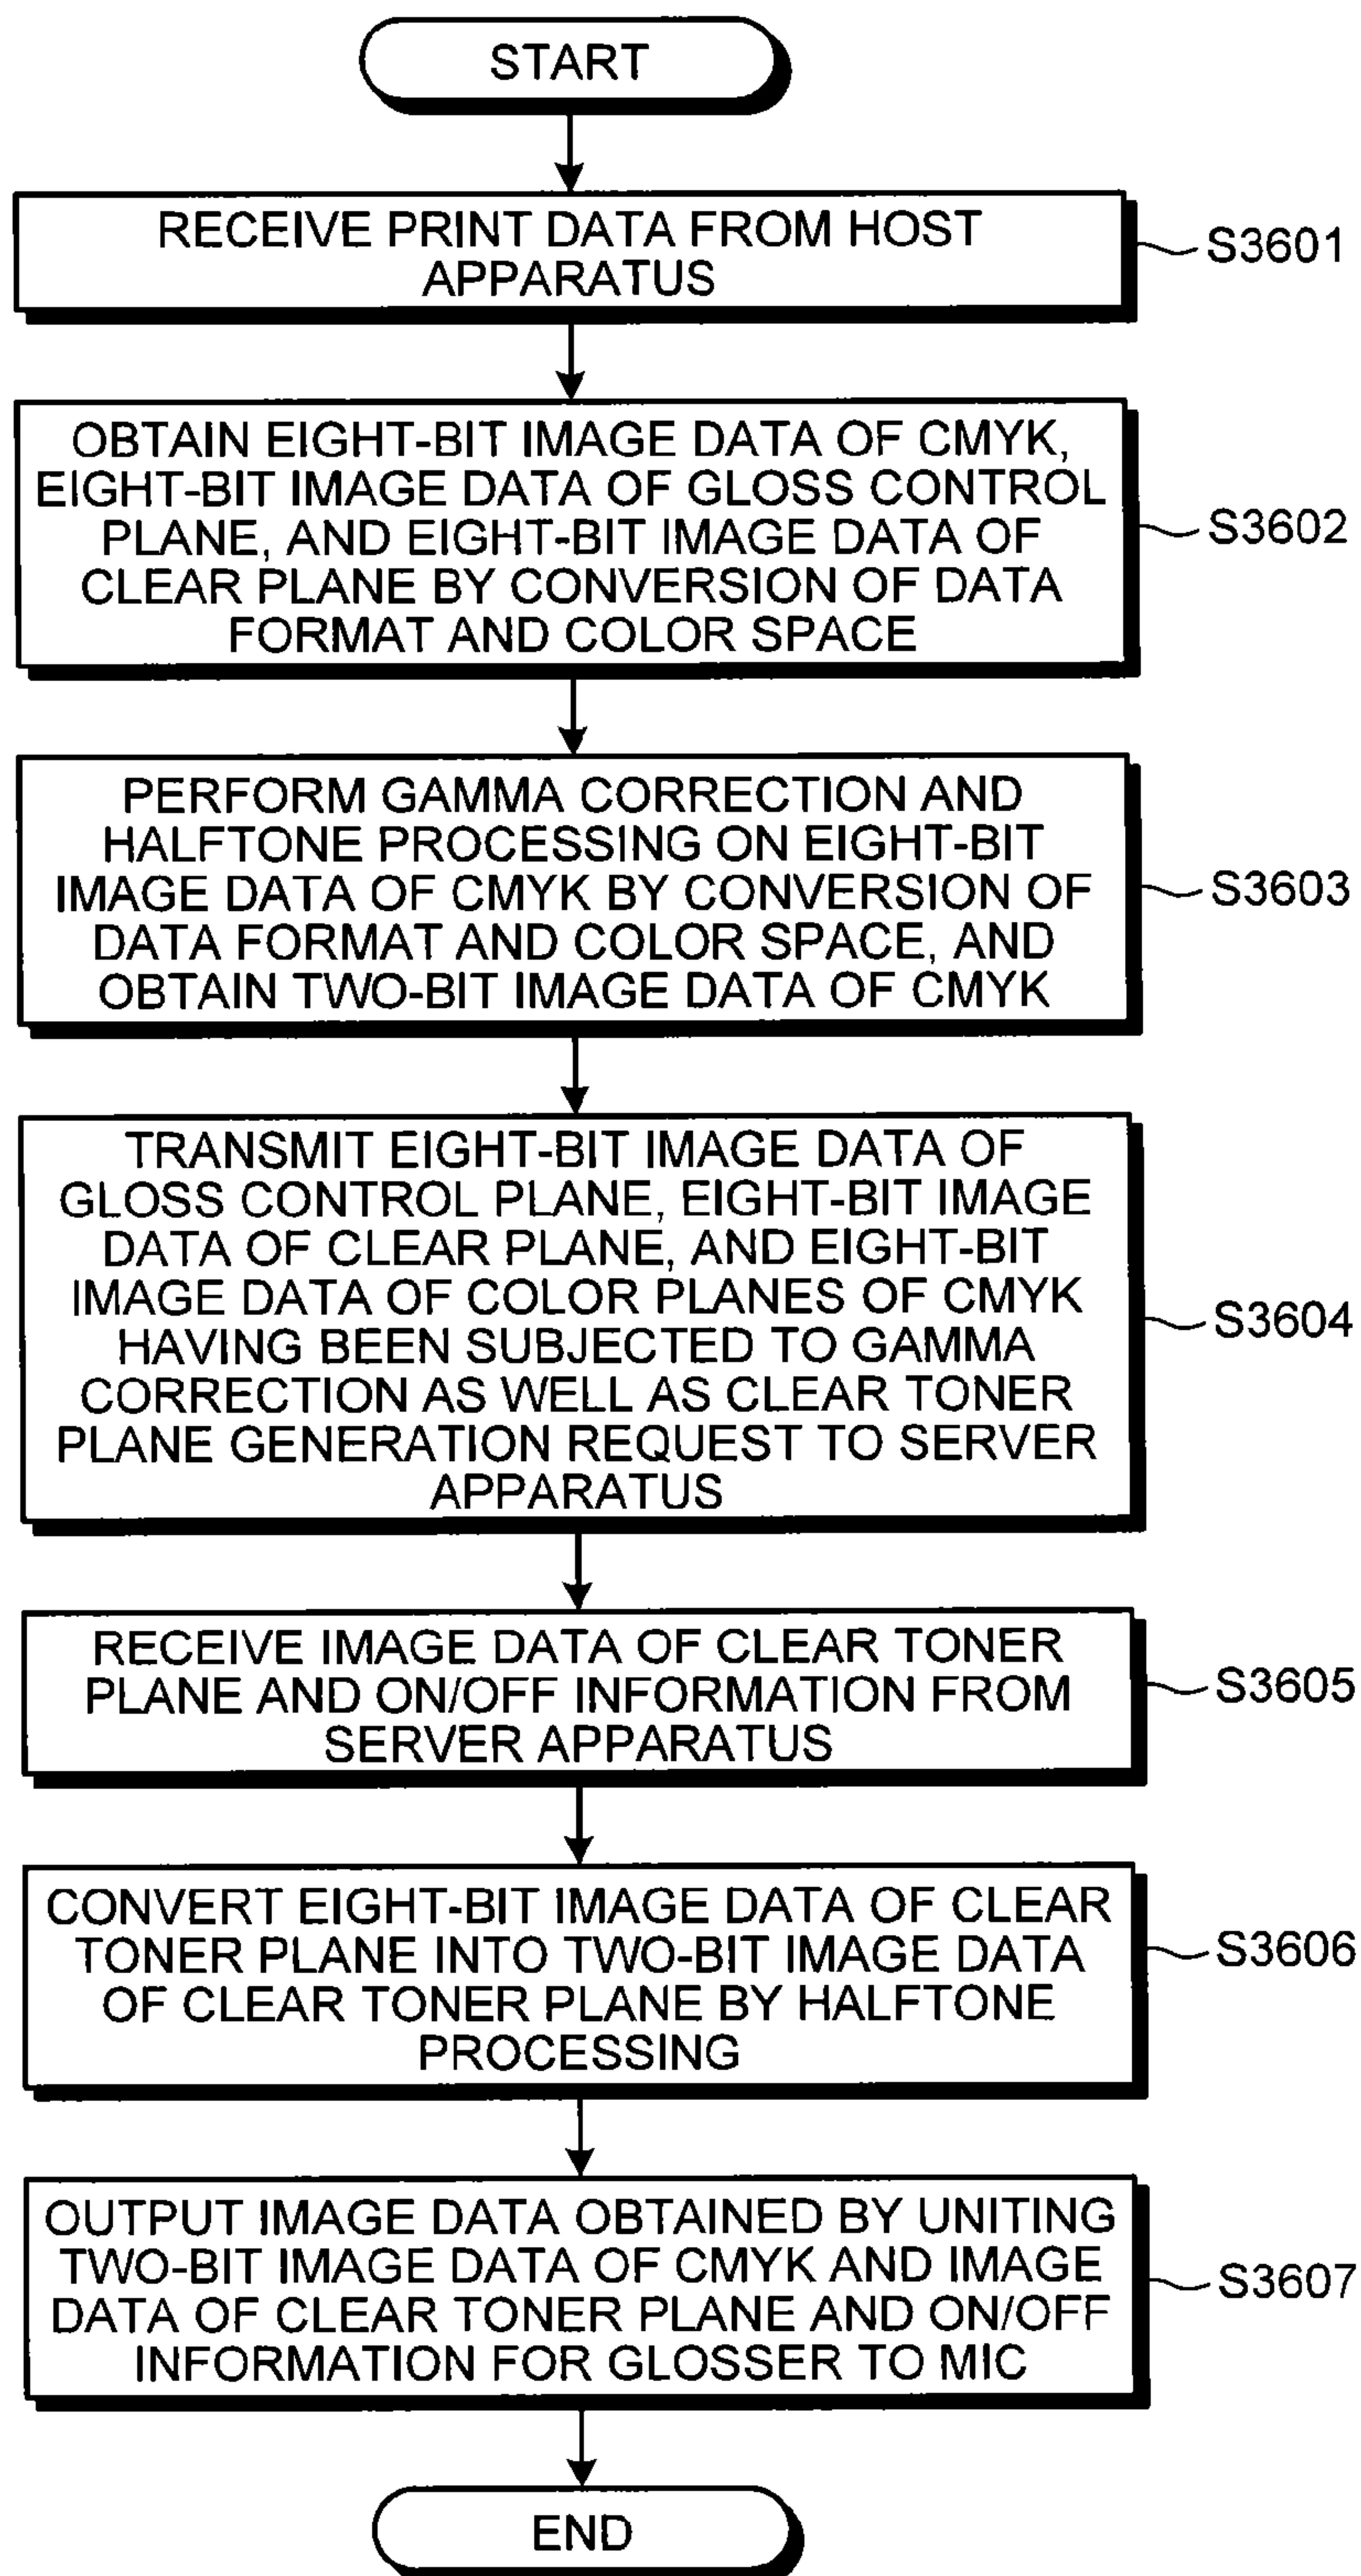 START
RECEIVE PRINT DATA FROM HOST
APPARATUS
S3601
OBTAIN EIGHT-BIT IMAGE DATA OF CMYK,
EIGHT-BIT IMAGE DATA OF GLOSS CONTROL
PLANE, AND EIGHT-BIT IMAGE DATA OF
CLEAR PLANE BY CONVERSION OF DATA
FORMAT AND COLOR SPACE
S3602
PERFORM GAMMA CORRECTION AND
HALFTONE PROCESSING ON EIGHT-BIT
IMAGE DATA OF CMYK BY CONVERSION OF
DATA FORMAT AND COLOR SPACE, AND
OBTAIN TWO-BIT IMAGE DATA OF CMYK
S3603
TRANSMIT EIGHT-BIT IMAGE DATA OF
GLOSS CONTROL PLANE, EIGHT-BIT IMAGE
DATA OF CLEAR PLANE, AND EIGHT-BIT
IMAGE DATA OF COLOR PLANES OF CMYK
HAVING BEEN SUBJECTED TO GAMMA
CORRECTION AS WELL AS CLEAR TONER
PLANE GENERATION REQUEST TO SERVER
APPARATUS
S3604
RECEIVE IMAGE DATA OF CLEAR TONER
PLANE AND ON/OFF INFORMATION FROM
SERVER APPARATUS
S3605
CONVERT EIGHT-BIT IMAGE DATA OF CLEAR
TONER PLANE INTO TWO-BIT IMAGE DATA
OF CLEAR TONER PLANE BY HALFTONE
PROCESSING
S3606
OUTPUT IMAGE DATA OBTAINED BY UNITING
TWO-BIT IMAGE DATA OF CMYK AND IMAGE
DATA OF CLEAR TONER PLANE AND ON/OFF
INFORMATION FOR GLOSSER TO MIC
S3607
END